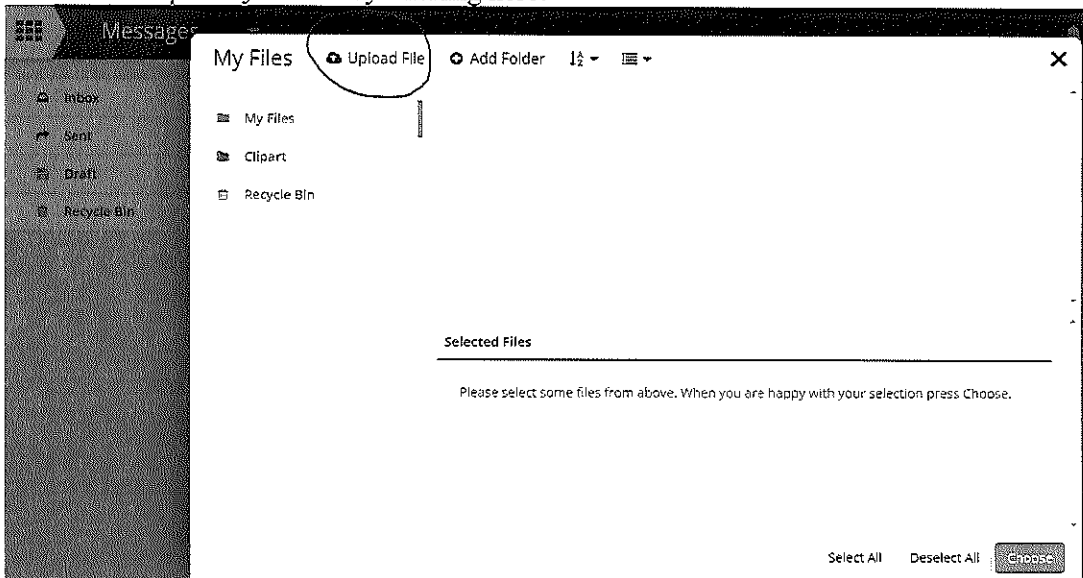 Messages
My Files Upload File Add Folder
Inbox
Sent
Draft
Recycle Bin
My Files
Clipart
Recycle Bin
Selected Files
Please select some files from above. When you are happy with your selection press Choose.
Select All Deselect All Choose